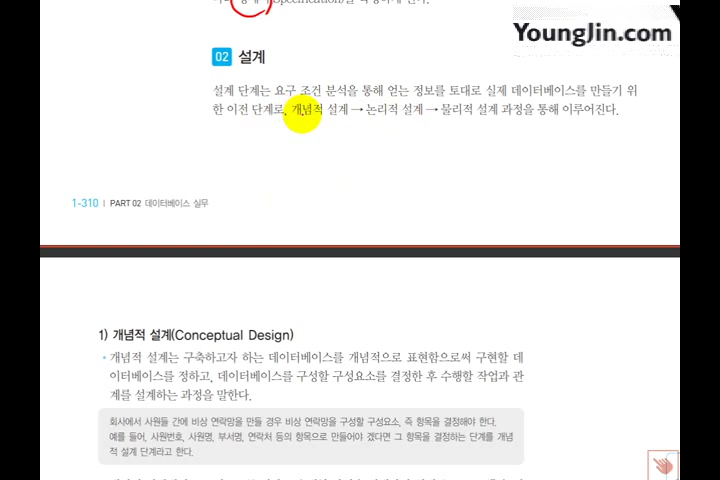 YoungJin.com
02 설계
설계 단계는 요구 조건 분석을 통해 얻는 정보를 토대로 실제 데이터베이스를 만들기 위
한 이전 단계로, 개념적 설계 → 논리적 설계 → 물리적 설계 과정을 통해 이루어진다.
1-310 | PART 02 데이터베이스 실무
1) 개념적 설계(Conceptual Design)
• 개념적 설계는 구축하고자 하는 데이터베이스를 개념적으로 표현함으로써 구현할 데
이터베이스를 정하고, 데이터베이스를 구성할 구성요소를 결정한 후 수행할 작업과 관
계를 설계하는 과정을 말한다.
회사에서 사원들 간에 비상 연락망을 만들 경우 비상 연락망을 구성할 구성요소, 즉 항목을 결정해야 한다.
예를 들어, 사원번호, 사원명, 부서명, 연락처 등의 항목으로 만들어야 겠다면 그 항목을 결정하는 단계를 개념
적 설계 단계라고 한다.